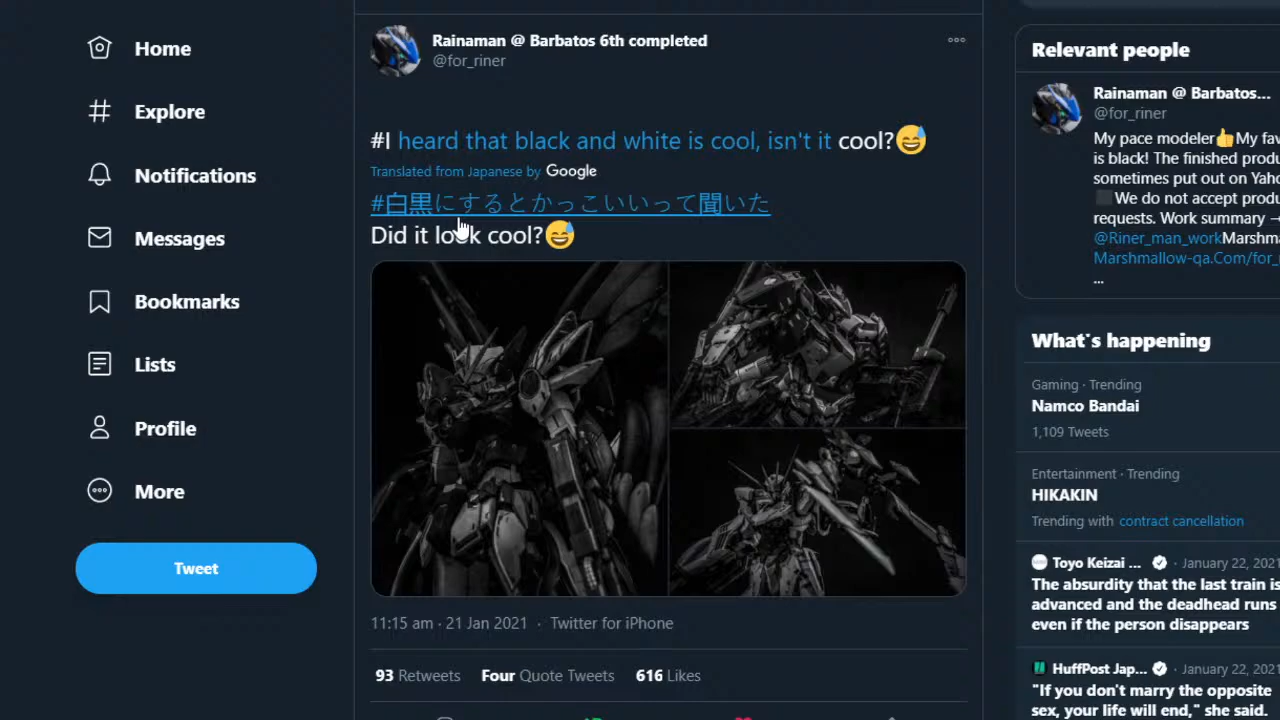 Home
Explore
Notifications
Messages
Bookmarks
Lists
Profile
More
Tweet
Rainaman @ Barbatos 6th completed
@for_riner
#I heard that black and white is cool, isn't it cool?😅
Translated from Japanese by Google
#白黒にするとかっこいいって聞いた
Did it look cool?😅
11:15 am · 21 Jan 2021 · Twitter for iPhone
93 Retweets Four Quote Tweets 616 Likes
Relevant people
Rainaman @ Barbatos...
@for_riner
My pace modeler👍My fav
is black! The finished produ
sometimes put out on Yaho
We do not accept produ
requests. Work summary →
@Riner_man_workMarshma
Marshmallow-qa.Com/for_
...
What's happening
Gaming · Trending
Namco Bandai
1,109 Tweets
Entertainment · Trending
HIKAKIN
Trending with contract cancellation
Toyo Keizai ... · January 22, 2021
The absurdity that the last train is
advanced and the deadhead runs
even if the person disappears
HuffPost Jap... · January 22, 2021
"If you don't marry the opposite
sex, your life will end," she said.